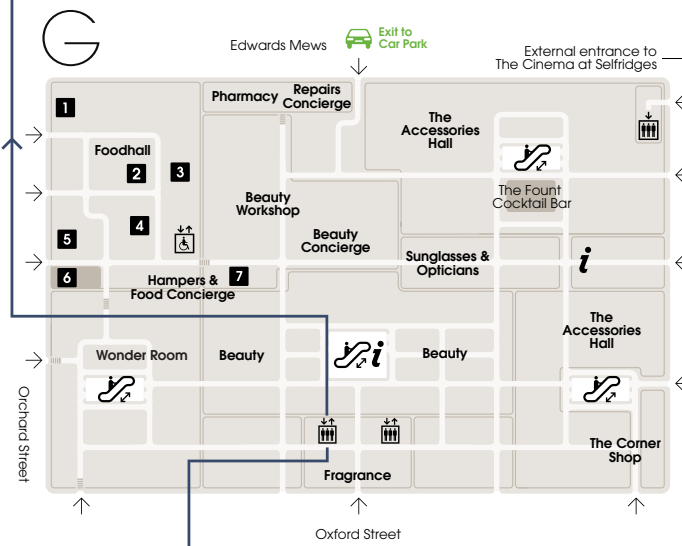 G
Edwards Mews
Exit to
Car Park
External entrance to
The Cinema at Selfridges
1
Pharmacy
Repairs
Concierge
The
Accessories
Hall
Foodhall
2
3
The Fount
Cocktail Bar
Beauty
Workshop
4
5
Beauty
Concierge
Sunglasses &
Opticians
i
6
Hampers &
Food Concierge
7
The
Accessories
Hall
Wonder Room
Beauty
i
Beauty
Orchard Street
The Corner
Shop
Fragrance
Oxford Street